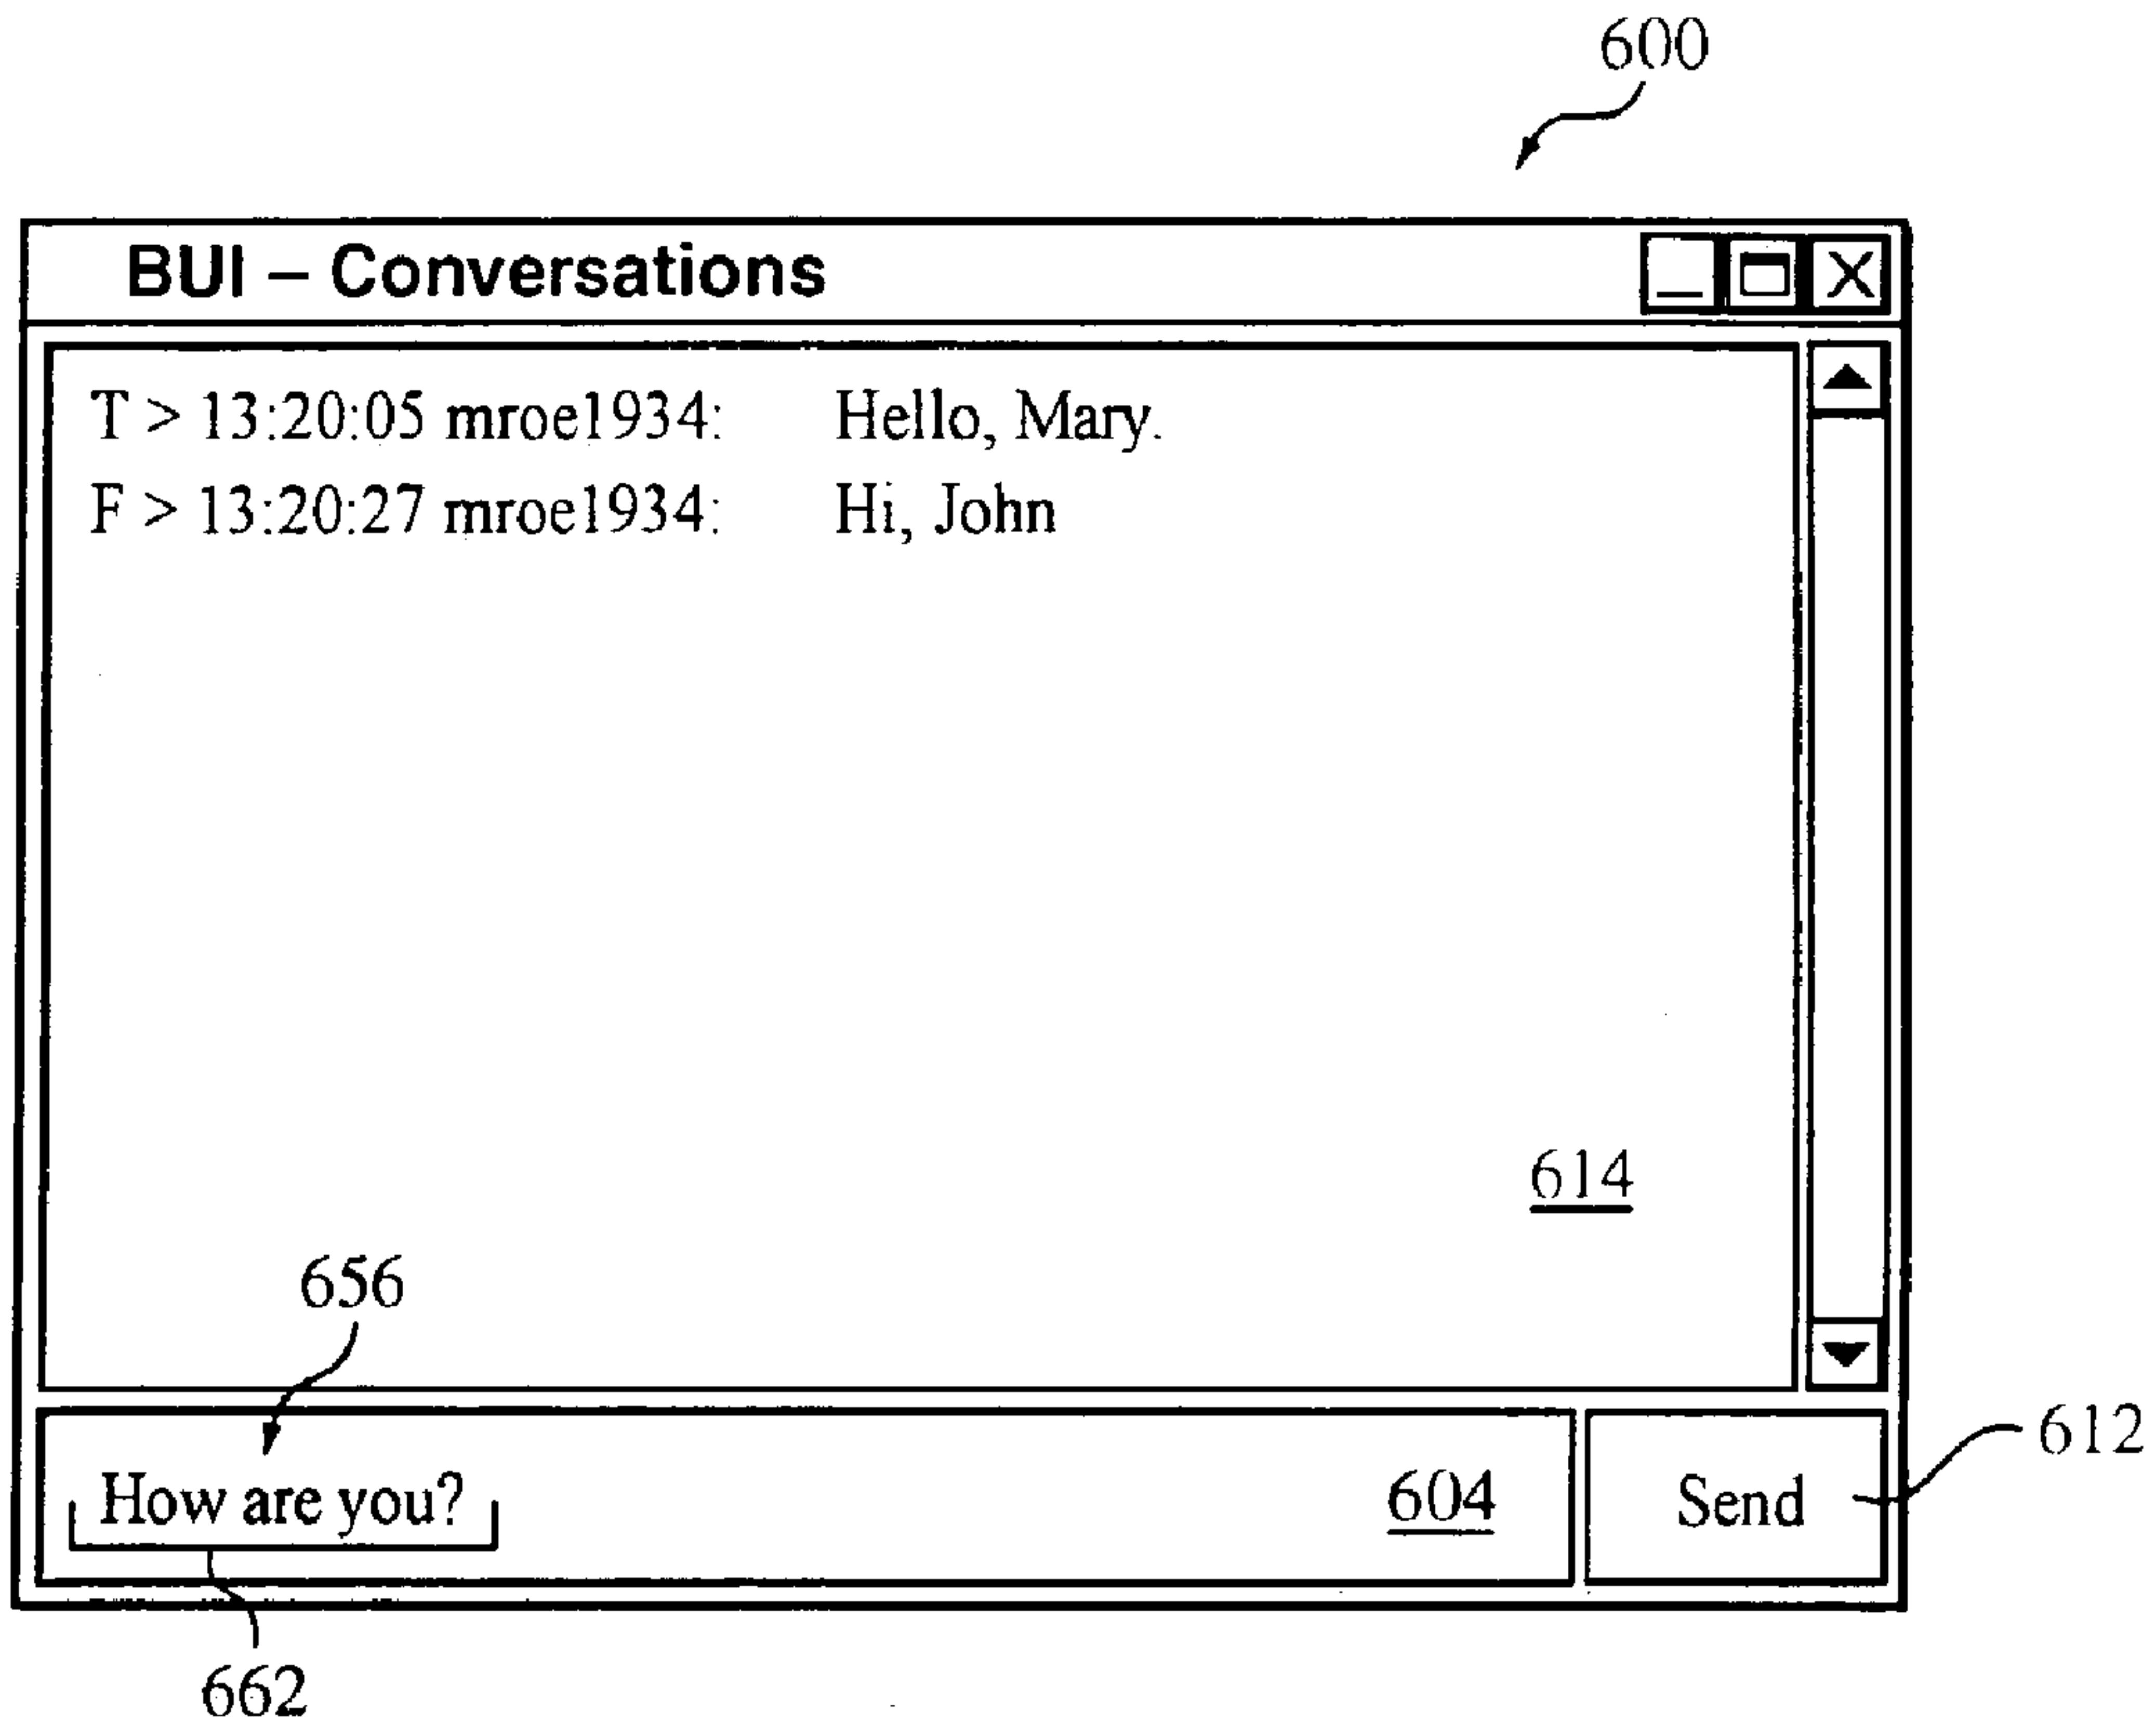 600
BUI – Conversations
T > 13:20:05 mroe1934: Hello, Mary.
F > 13:20:27 mroe1934: Hi, John
614
656
612
How are you? 604 Send
662